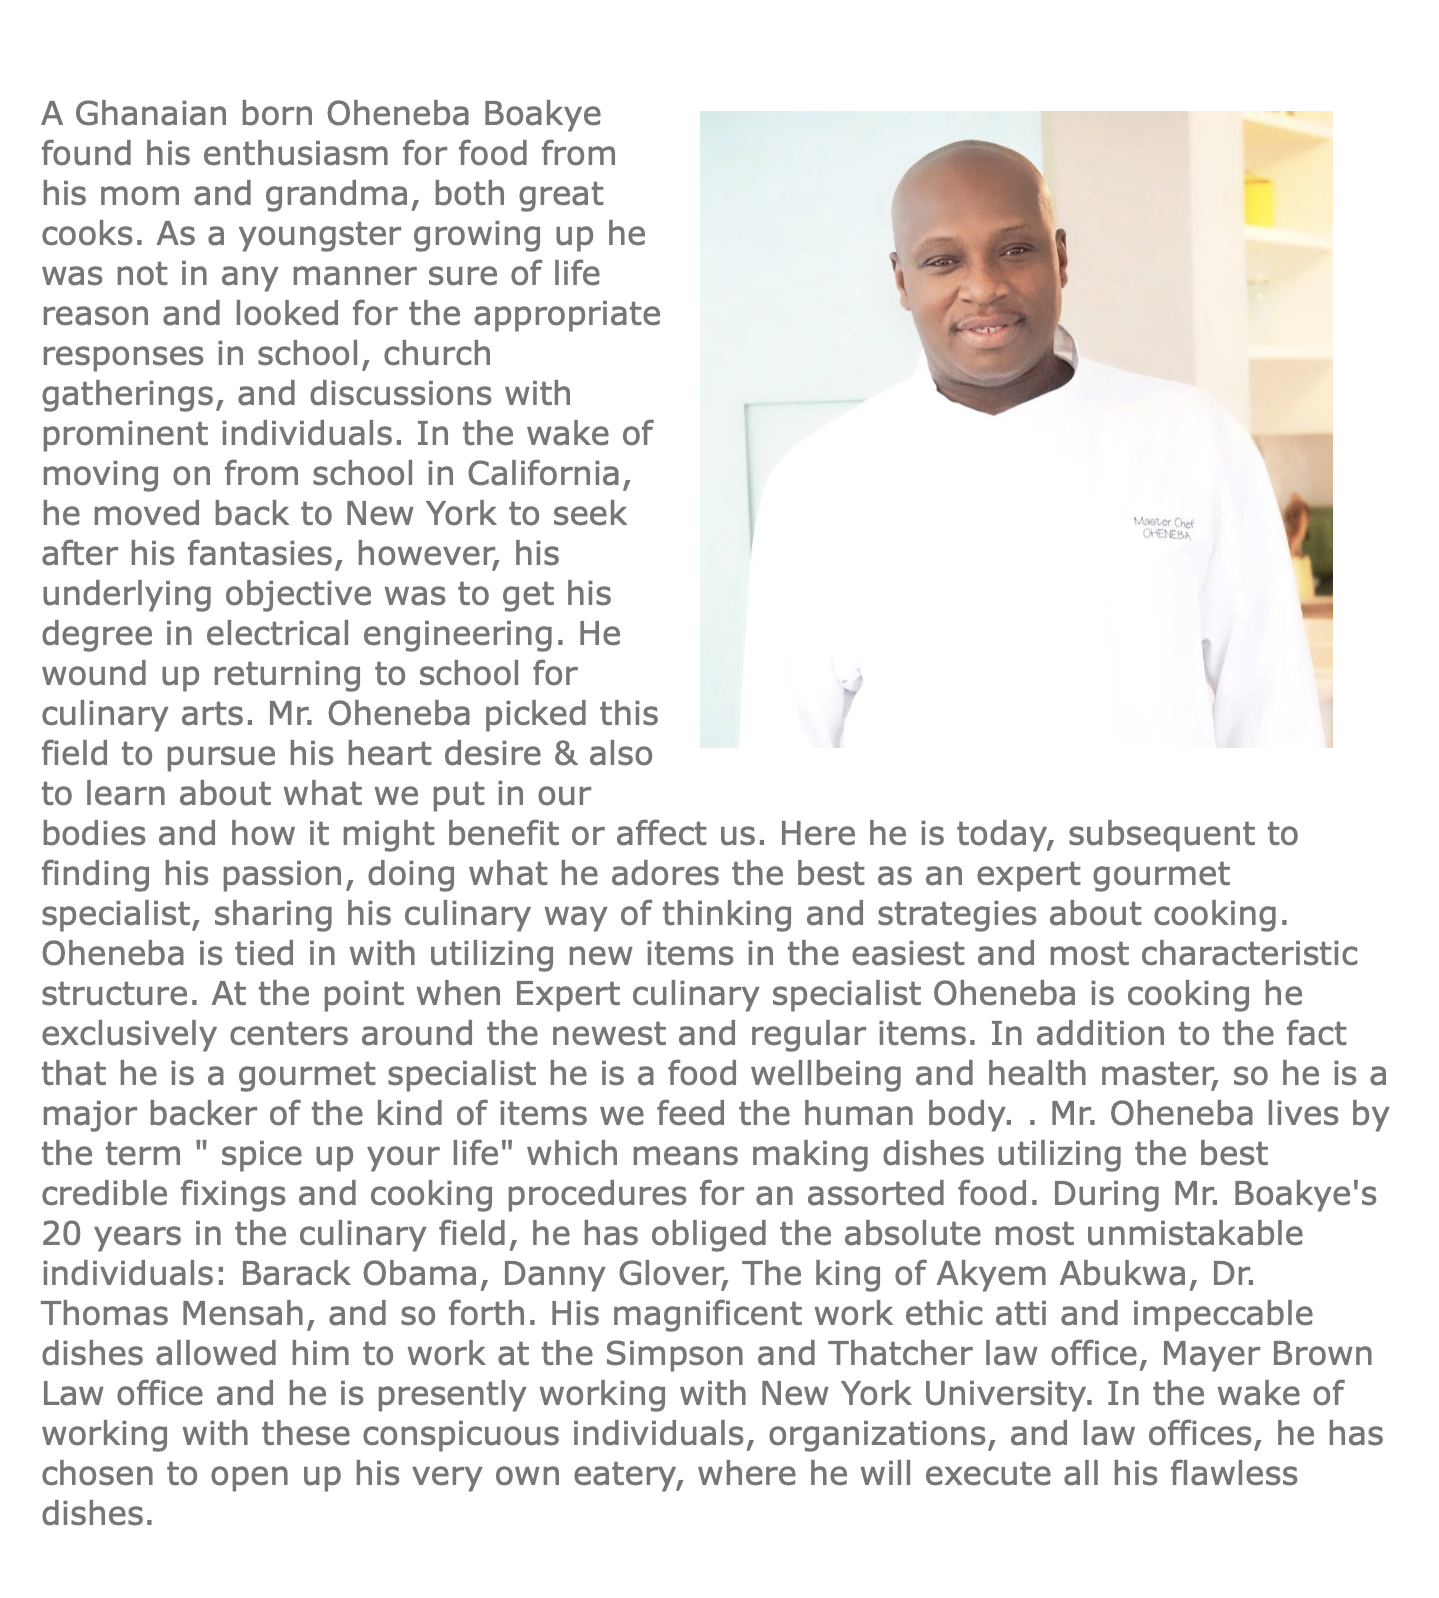 A Ghanaian born Oheneba Boakye
found his enthusiasm for food from
his mom and grandma, both great
cooks. As a youngster growing up he
was not in any manner sure of life
reason and looked for the appropriate
responses in school, church
gatherings, and discussions with
prominent individuals. In the wake of
moving on from school in California,
he moved back to New York to seek
after his fantasies, however, his
underlying objective was to get his
degree in electrical engineering. He
wound up returning to school for
culinary arts. Mr. Oheneba picked this
field to pursue his heart desire & also
to learn about what we put in our
bodies and how it might benefit or affect us. Here he is today, subsequent to
finding his passion, doing what he adores the best as an expert gourmet
specialist, sharing his culinary way of thinking and strategies about cooking.
Oheneba is tied in with utilizing new items in the easiest and most characteristic
structure. At the point when Expert culinary specialist Oheneba is cooking he
exclusively centers around the newest and regular items. In addition to the fact
that he is a gourmet specialist he is a food wellbeing and health master, so he is a
major backer of the kind of items we feed the human body. . Mr. Oheneba lives by
the term " spice up your life" which means making dishes utilizing the best
credible fixings and cooking procedures for an assorted food. During Mr. Boakye's
20 years in the culinary field, he has obliged the absolute most unmistakable
individuals: Barack Obama, Danny Glover, The king of Akyem Abukwa, Dr.
Thomas Mensah, and so forth. His magnificent work ethic atti and impeccable
dishes allowed him to work at the Simpson and Thatcher law office, Mayer Brown
Law office and he is presently working with New York University. In the wake of
working with these conspicuous individuals, organizations, and law offices, he has
chosen to open up his very own eatery, where he will execute all his flawless
dishes.
Master Chef
OHENEBA